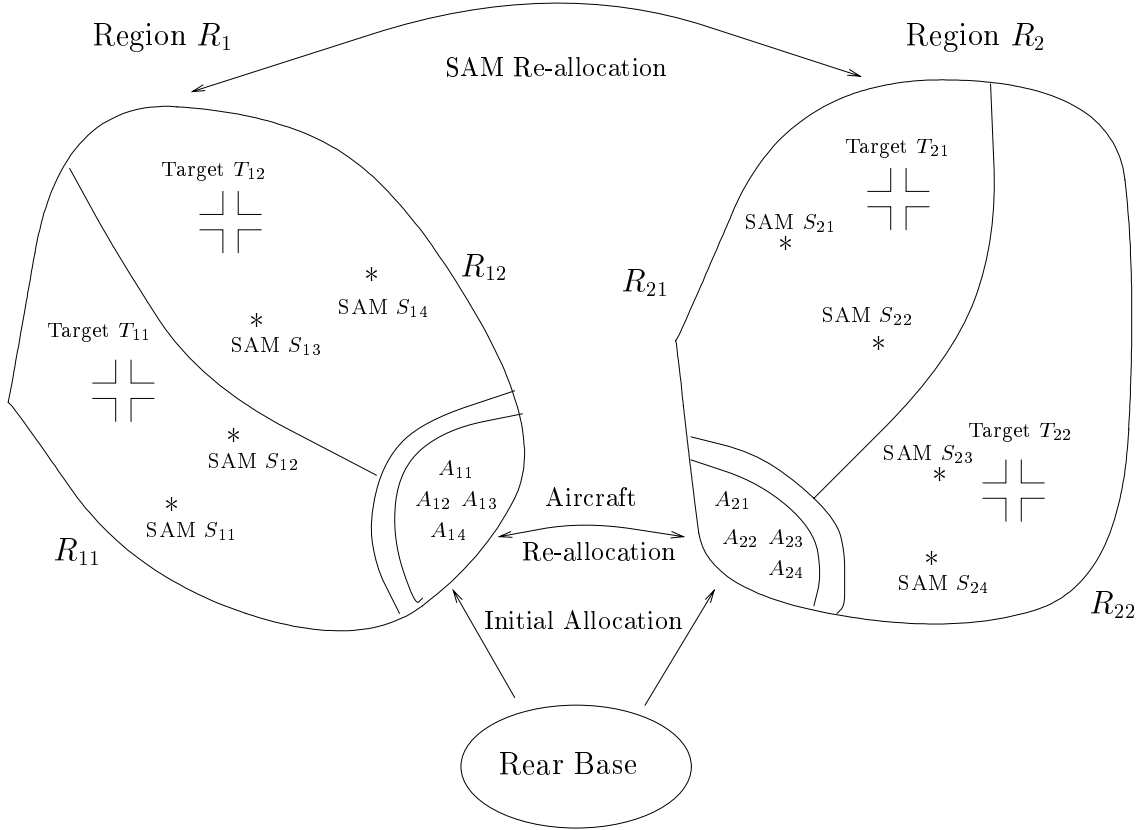 Region R₁
Region R₂
SAM Re-allocation
Target T₁₂
Target T₂₁
SAM S₂₁
*
R₁₂
*
SAM S₁₄
R₂₁
*
SAM S₁₃
SAM S₂₂
*
Target T₁₁
*
SAM S₁₂
Target T₂₂
SAM S₂₃
*
A₁₁
A₁₂ A₁₃
A₁₄
*
SAM S₁₁
R₁₁
Aircraft
Re-allocation
A₂₁
A₂₂ A₂₃
A₂₄
*
SAM S₂₄
R₂₂
Initial Allocation
Rear Base